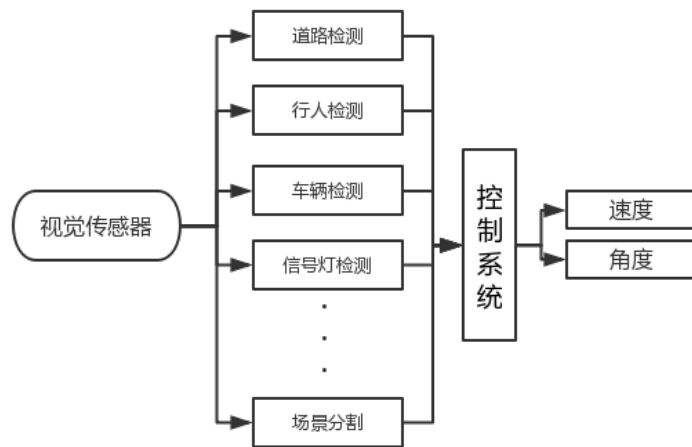 视觉传感器
道路检测
行人检测
车辆检测
信号灯检测
场景分割
控制系统
速度
角度